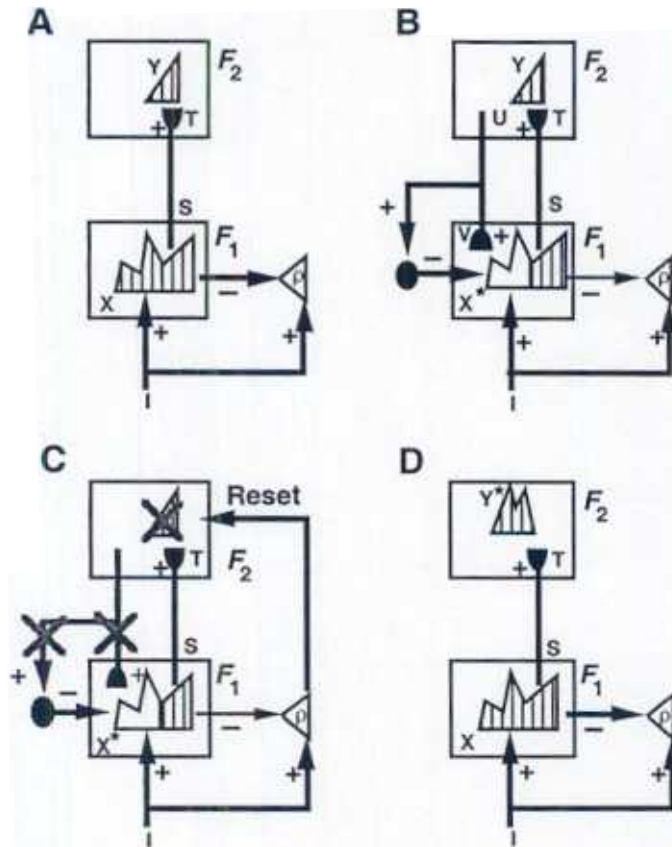 A
Y
F2
+ T
S
F1
X
−
ρ
+
+
I
B
Y
F2
U
+ T
+
S
V +
F1
−
X*
−
ρ
+
+
I
C
Reset
+ T
F2
S
+
+
F1
−
X*
−
ρ
+
+
I
D
Y*
F2
+ T
S
F1
X
−
ρ
+
+
I